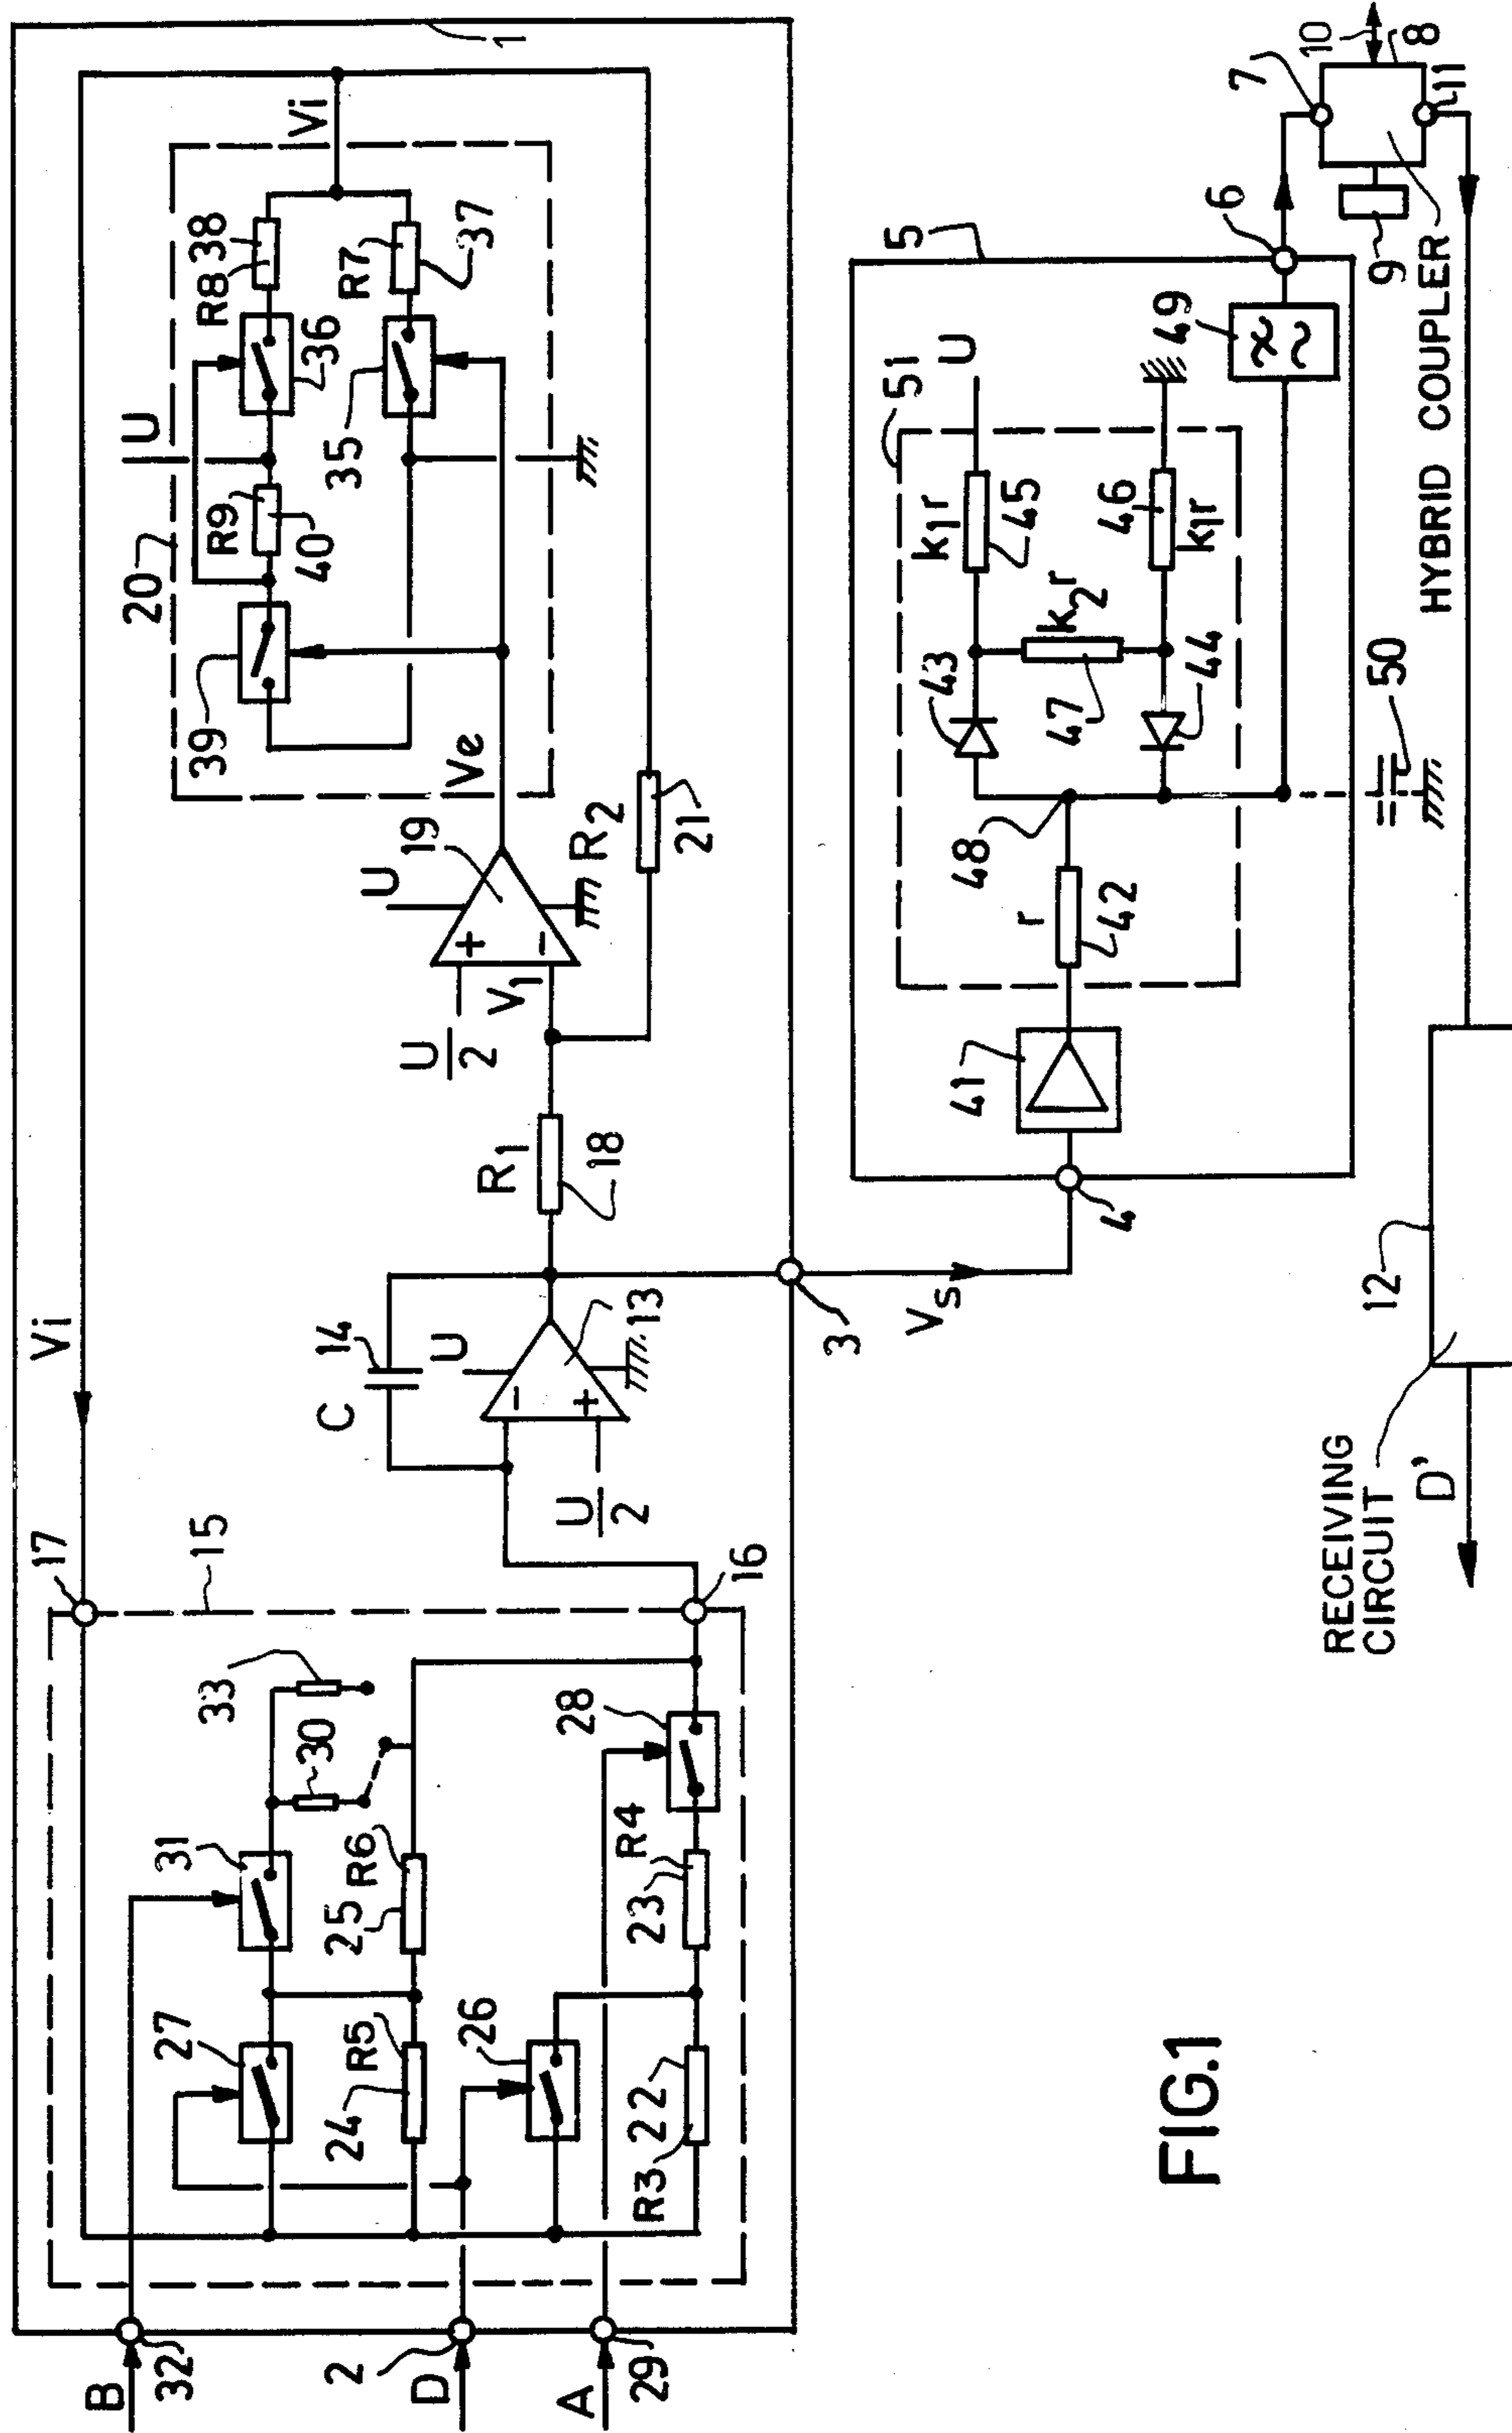 1
Vi
Vi
17
15
20
U
R8
38
36
R9
40
39
R7
37
35
33
30
31
27
B
32
14
C
U
13
U
2
U
19
Ve
U
2
V1
R1
18
R2
21
R6
25
R5
24
26
28
R4
23
R3
22
16
2
D
A
29
3
Vs
4
5
51
U
k1r
45
43
k2r
47
46
k1r
44
48
r
42
41
49
6
7
10
8
11
9
50
HYBRID COUPLER
12
RECEIVING
CIRCUIT
D'
FIG.1